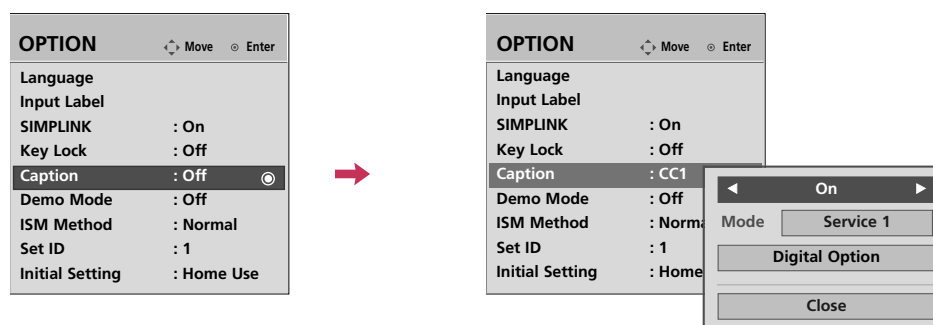 OPTION Move Enter
Language
Input Label
SIMPLINK : On
Key Lock : Off
Caption : Off
Demo Mode : Off
ISM Method : Normal
Set ID : 1
Initial Setting : Home Use
OPTION Move Enter
Language
Input Label
SIMPLINK : On
Key Lock : Off
Caption : CC1
Demo Mode : Off
ISM Method : Norma
Set ID : 1
Initial Setting : Home
On
Mode Service 1
Digital Option
Close